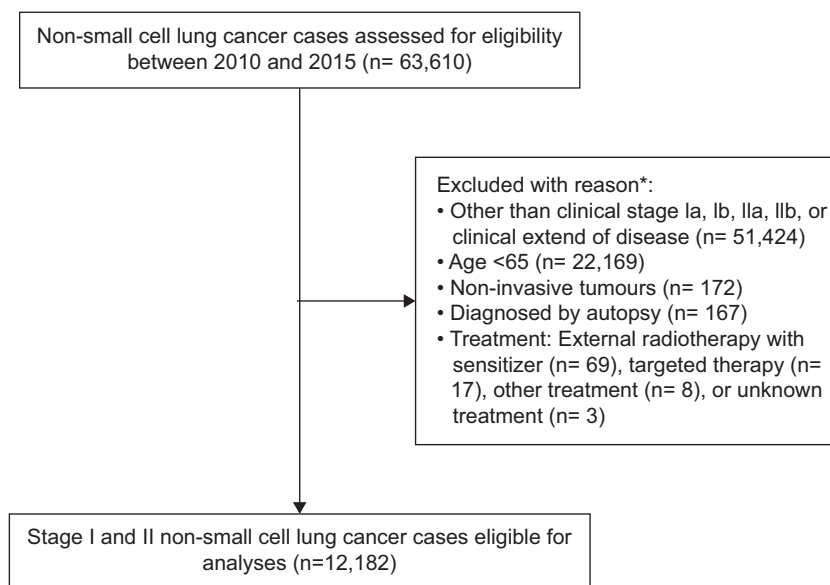 Non-small cell lung cancer cases assessed for eligibility
between 2010 and 2015 (n= 63,610)
Excluded with reason*:
• Other than clinical stage Ia, Ib, IIa, IIb, or
clinical extend of disease (n= 51,424)
• Age <65 (n= 22,169)
• Non-invasive tumours (n= 172)
• Diagnosed by autopsy (n= 167)
• Treatment: External radiotherapy with
sensitizer (n= 69), targeted therapy (n=
17), other treatment (n= 8), or unknown
treatment (n= 3)
Stage I and II non-small cell lung cancer cases eligible for
analyses (n=12,182)